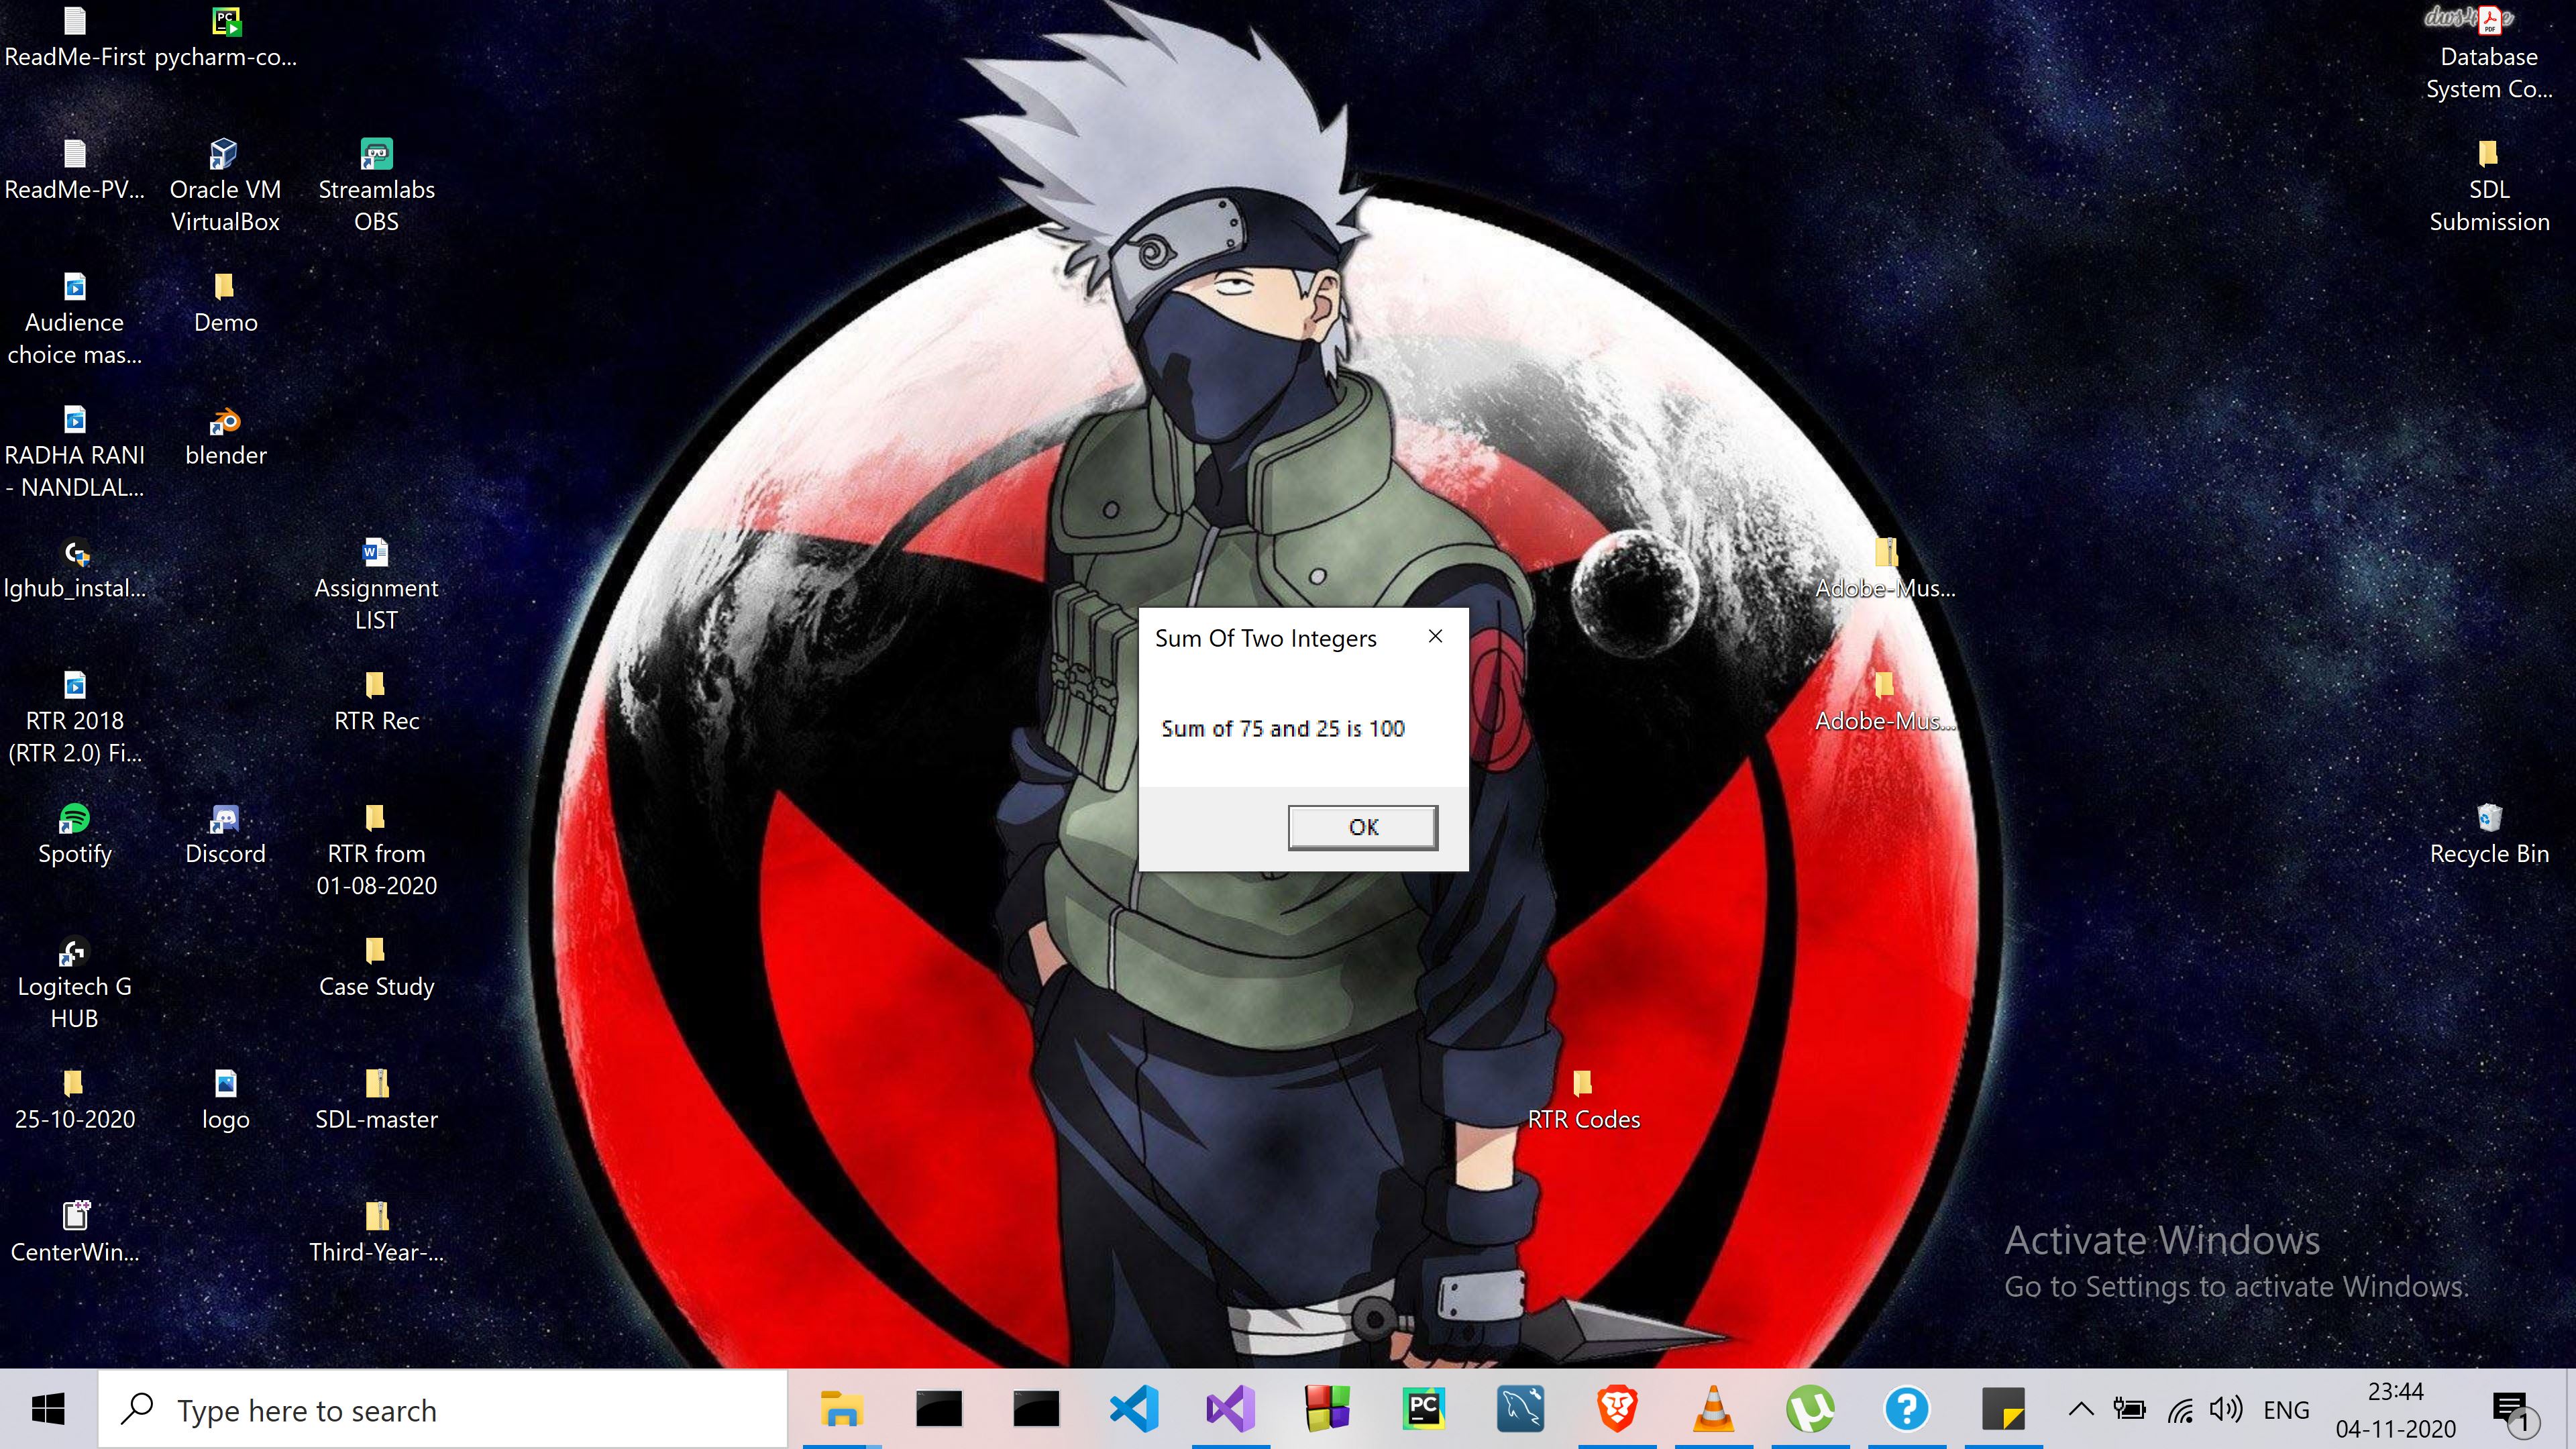 ReadMe-First
pycharm-co...
ReadMe-PV...
Oracle VM
VirtualBox
Streamlabs
OBS
Audience
choice mas...
Demo
RADHA RANI
- NANDLAL...
blender
lghub_instal...
Assignment
LIST
RTR 2018
(RTR 2.0) Fi...
RTR Rec
Spotify
Discord
RTR from
01-08-2020
Logitech G
HUB
Case Study
25-10-2020
logo
SDL-master
CenterWin...
Third-Year-...
Sum Of Two Integers
Sum of 75 and 25 is 100
OK
Database
System Co...
SDL
Submission
Adobe-Mus...
Adobe-Mus...
Recycle Bin
RTR Codes
Activate Windows
Go to Settings to activate Windows.
Type here to search
ENG
23:44
04-11-2020
1